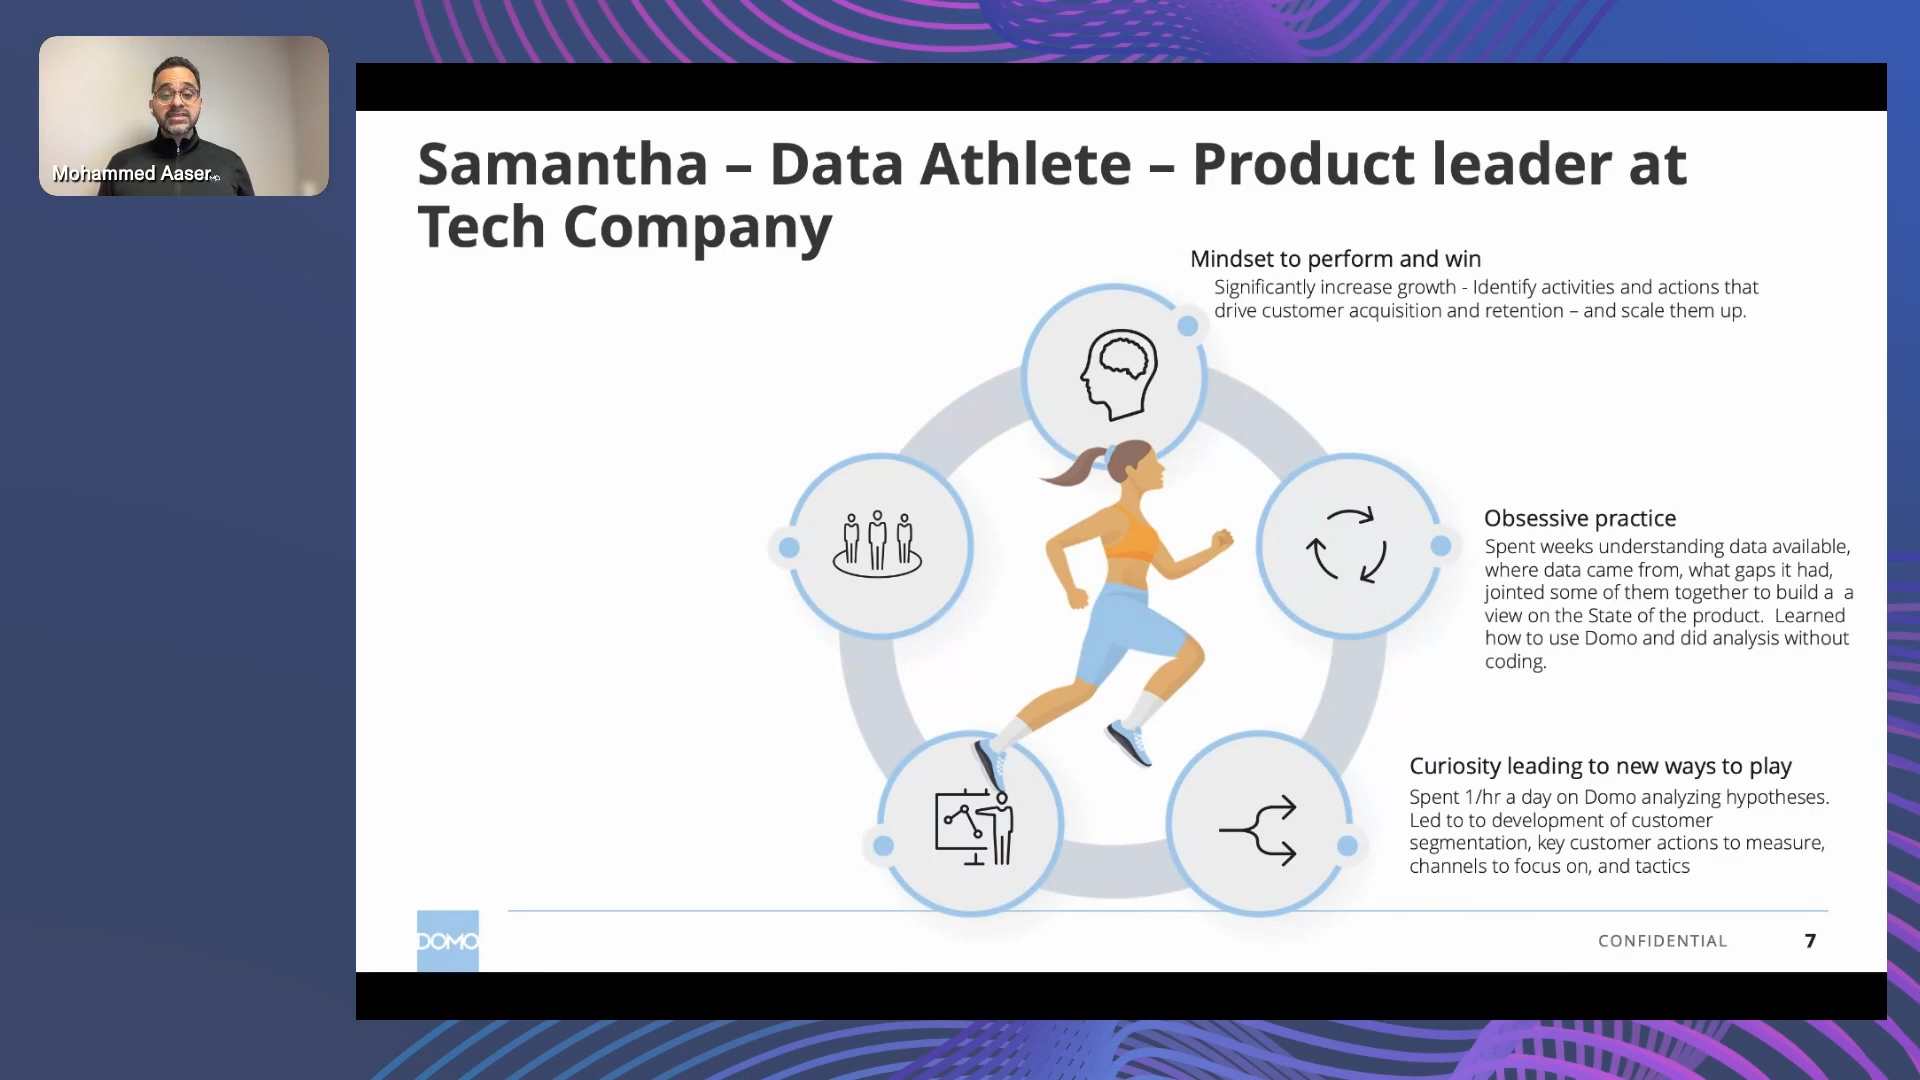 Mohammed Aaser
Samantha – Data Athlete – Product leader at
Tech Company
Mindset to perform and win
Significantly increase growth - Identify activities and actions that
drive customer acquisition and retention – and scale them up.
Obsessive practice
Spent weeks understanding data available,
where data came from, what gaps it had,
jointed some of them together to build a  a
view on the State of the product.  Learned
how to use Domo and did analysis without
coding.
Curiosity leading to new ways to play
Spent 1/hr a day on Domo analyzing hypotheses.
Led to to development of customer
segmentation, key customer actions to measure,
channels to focus on, and tactics
DOMO
CONFIDENTIAL
7